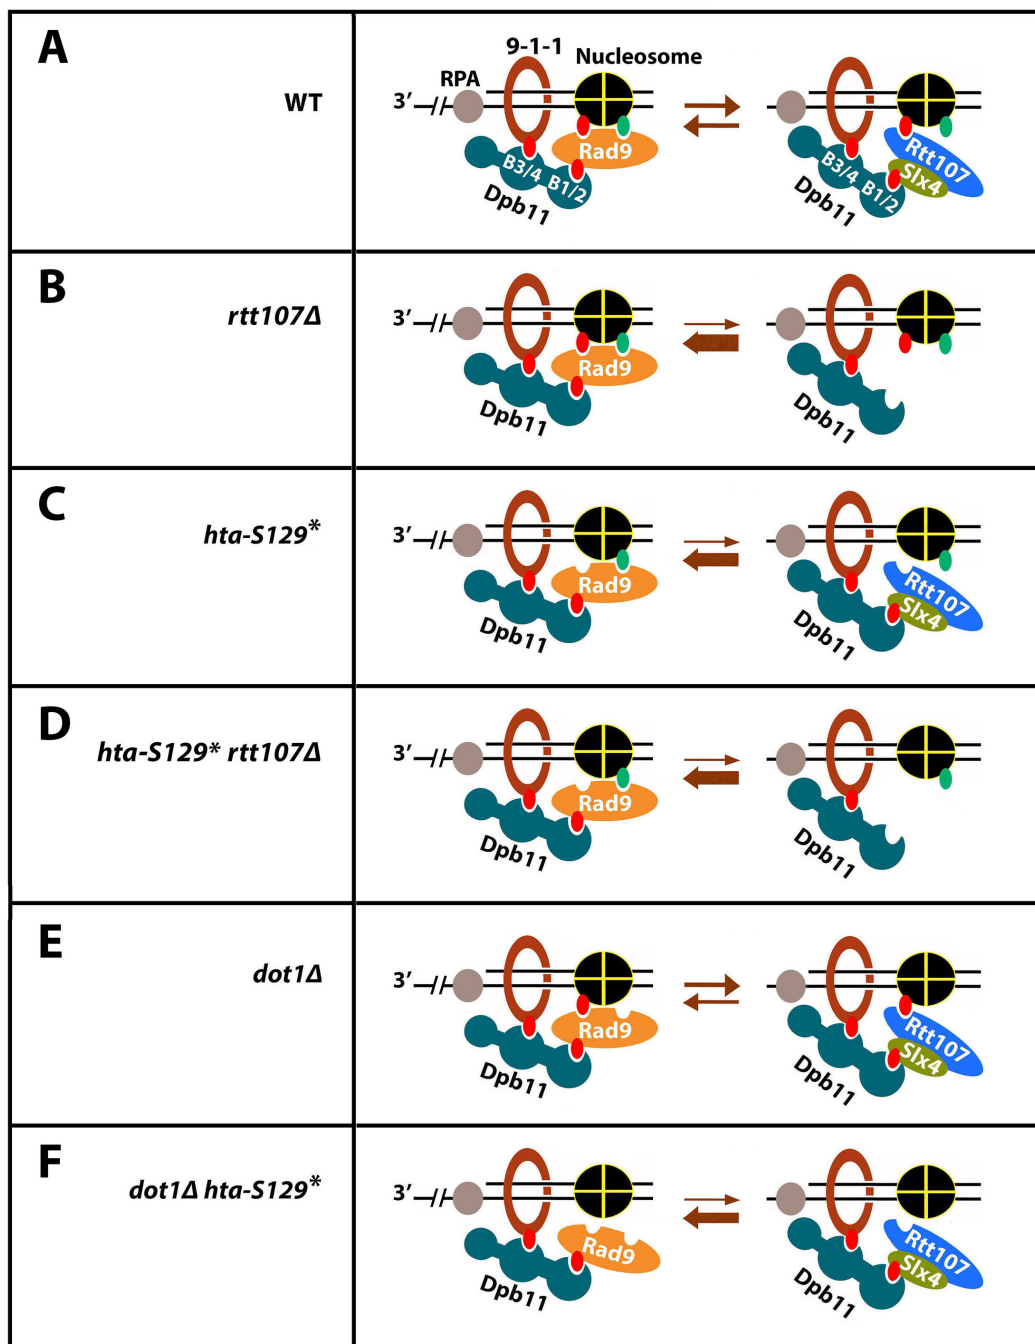 A
WT
9-1-1
Nucleosome
RPA
3’
Rad9
B3/4
B1/2
Dpb11
Rtt107
Slx4
B3/4
B1/2
Dpb11
B
rtt107Δ
3’
Rad9
Dpb11
Dpb11
C
hta-S129*
3’
Rad9
Dpb11
Rtt107
Slx4
Dpb11
D
hta-S129* rtt107Δ
3’
Rad9
Dpb11
Dpb11
E
dot1Δ
3’
Rad9
Dpb11
Rtt107
Slx4
Dpb11
F
dot1Δ hta-S129*
3’
Rad9
Dpb11
Rtt107
Slx4
Dpb11